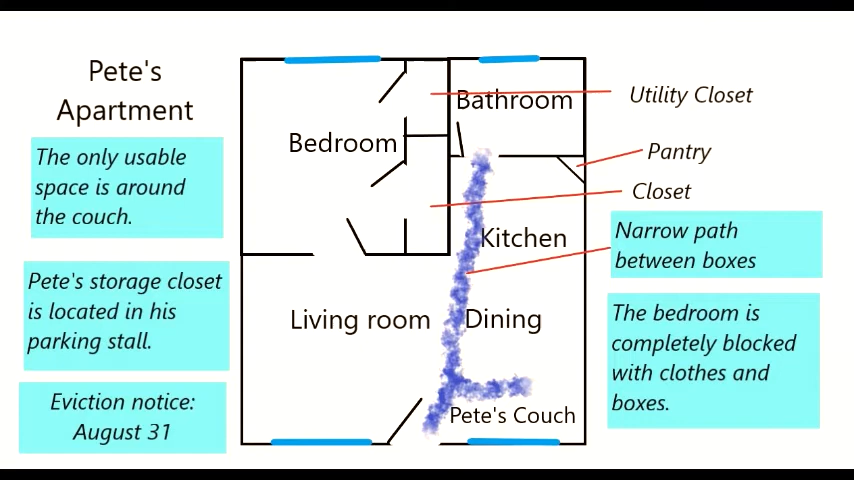 Pete's
Apartment
The only usable
space is around
the couch.
Pete's storage closet
is located in his
parking stall.
Eviction notice:
August 31
Bedroom
Bathroom
Kitchen
Living room
Dining
Pete's Couch
Utility Closet
Pantry
Closet
Narrow path
between boxes
The bedroom is
completely blocked
with clothes and
boxes.